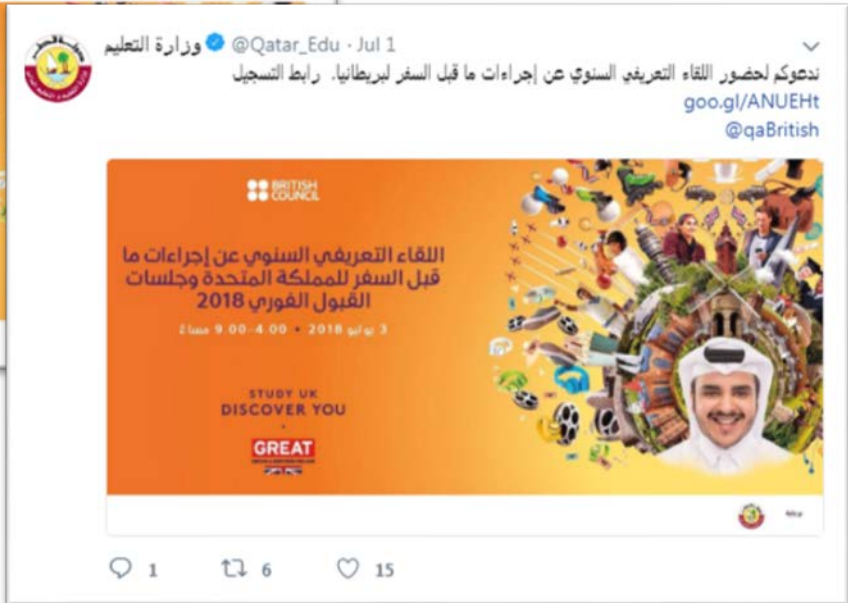 وزارة التعليم @Qatar_Edu · Jul 1
ندعوكم لحضور اللقاء التعريفي السنوي عن إجراءات ما قبل السفر لبريطانيا. رابط التسجيل
goo.gl/ANUEHt
@qaBritish
BRITISH
COUNCIL
اللقاء التعريفي السنوي عن إجراءات ما
قبل السفر للمملكة المتحدة وجلسات
القبول الفوري 2018
3 يوليو 2018 • 4.00-9.00 مساءً
STUDY UK
DISCOVER YOU
GREAT
1 6 15